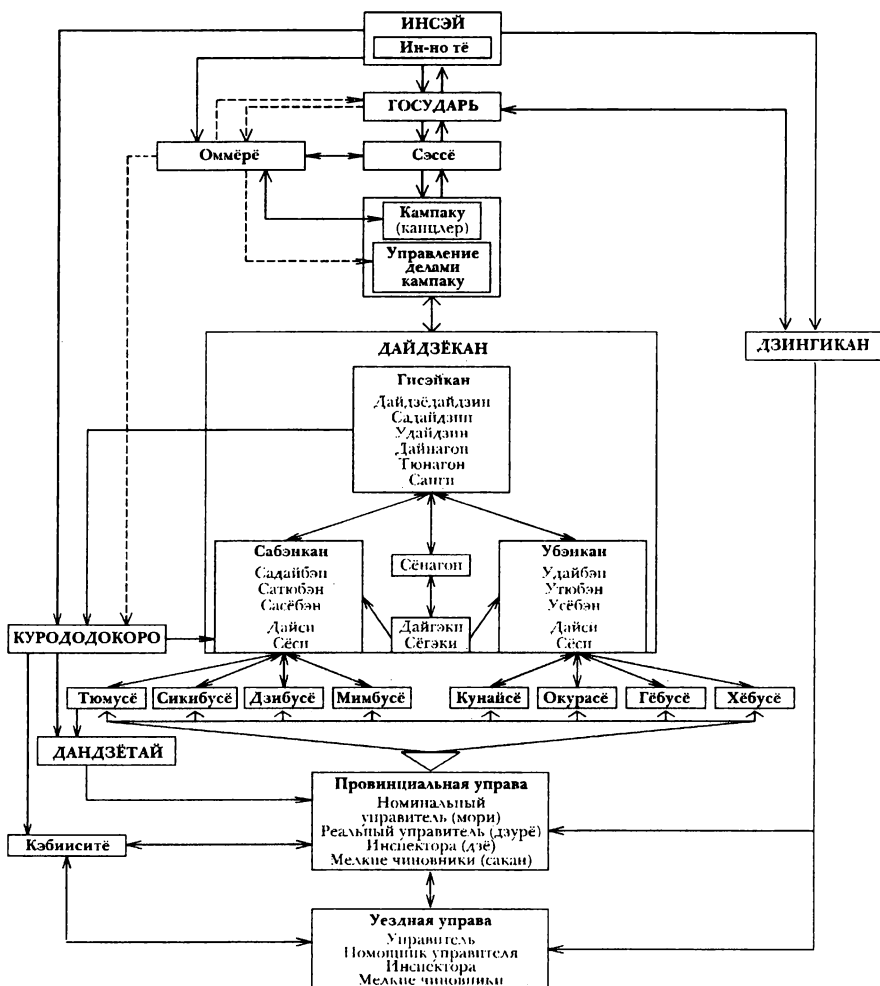 ИНСЭЙ
Ин-но тё
ГОСУДАРЬ
Оммёрё
Сэссё
Кампаку
(канцлер)
Управление
делами
кампаку
ДАЙДЗЁКАН
ДЗИНГИКАН
Гисэйкан
Дайдзёдайдзин
Садайдзин
Удайдзин
Дайнагон
Тюнагон
Санги
Сабэнкан
Садайбэн
Сатюбэн
Сасёбэн
Дайси
Сёси
Сёнагон
Дайгэки
Сёгэки
Убэнкан
Удайбэн
Утюбэн
Усёбэн
Дайси
Сёси
КУРОДОДОКОРО
Тюмусё
Сикибусё
Дзибусё
Мимбусё
Кунайсё
Окурасё
Гёбусё
Хёбусё
ДАНДЗЁТАЙ
Провинциальная управа
Номинальный
управитель (мори)
Реальный управитель (дзурё)
Инспектора (дзё)
Мелкие чиновники (сакан)
Кэбииситё
Уездная управа
Управитель
Помощник управителя
Инспектора
Мелкие чиновники